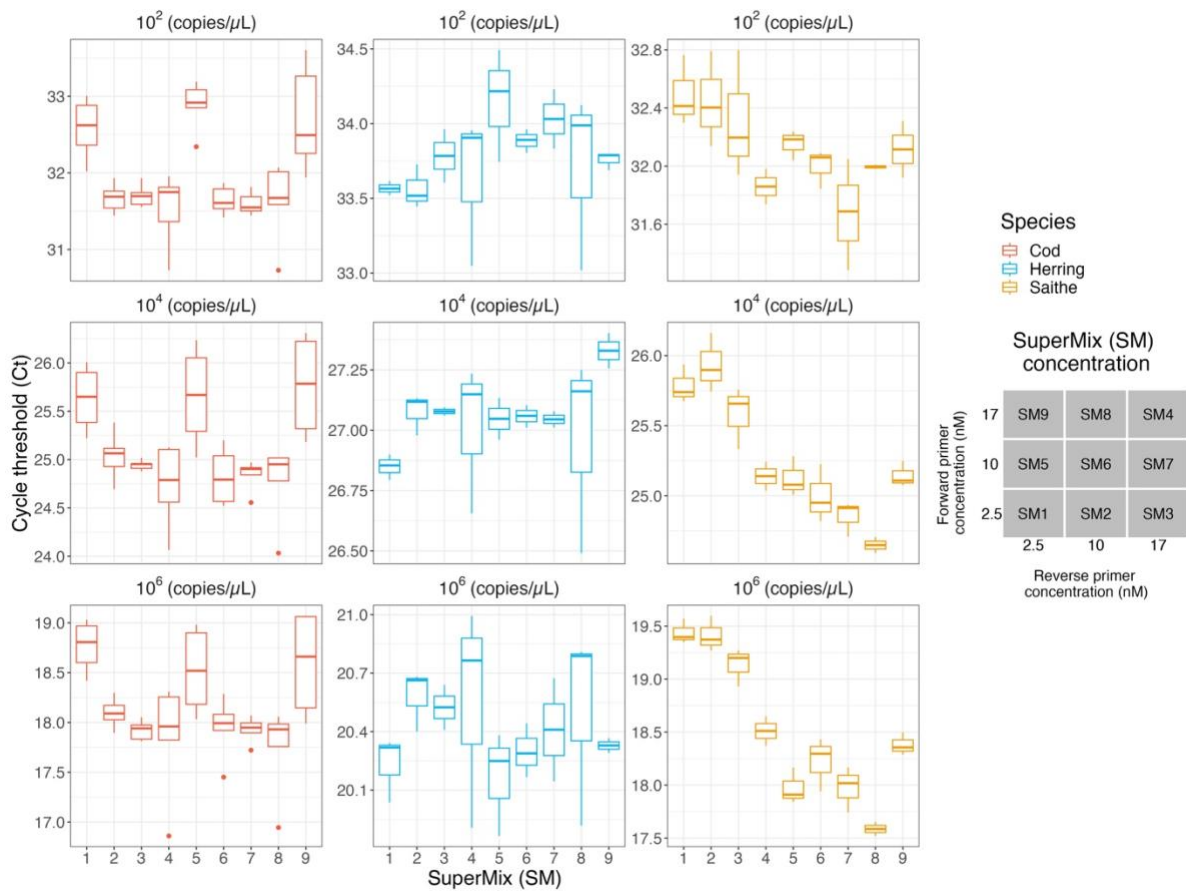 10² (copies/µL) 10² (copies/µL) 10² (copies/µL)
33
32
31
34.5
34.0
33.5
33.0
32.8
32.4
32.0
31.6
10⁴ (copies/µL) 10⁴ (copies/µL) 10⁴ (copies/µL)
Cycle threshold (Ct)
26.0
25.5
25.0
24.5
24.0
27.25
27.00
26.75
26.50
26.0
25.5
25.0
10⁶ (copies/µL) 10⁶ (copies/µL) 10⁶ (copies/µL)
19.0
18.5
18.0
17.5
17.0
21.0
20.7
20.4
20.1
19.5
19.0
18.5
18.0
17.5
1 2 3 4 5 6 7 8 9 1 2 3 4 5 6 7 8 9 1 2 3 4 5 6 7 8 9
SuperMix (SM)
Species
Cod
Herring
Saithe
SuperMix (SM)
concentration
Forward primer
concentration (nM)
17 SM9 SM8 SM4
10 SM5 SM6 SM7
2.5 SM1 SM2 SM3
2.5 10 17
Reverse primer
concentration (nM)